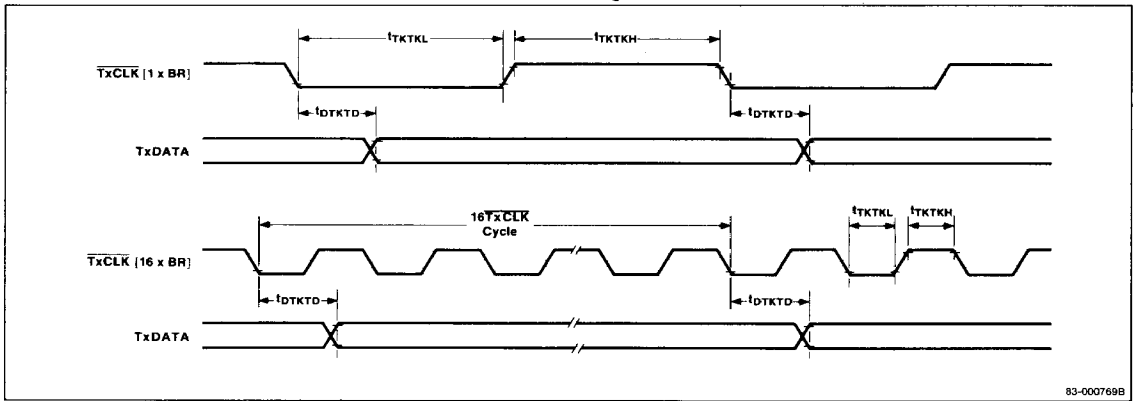 tTKTKL
tTKTKH
TxCLK [1 x BR]
tDTKTD
tDTKTD
TxDATA
16TxCLK
Cycle
tTKTKL
tTKTKH
TxCLK [16 x BR]
tDTKTD
tDTKTD
TxDATA
83-000769B